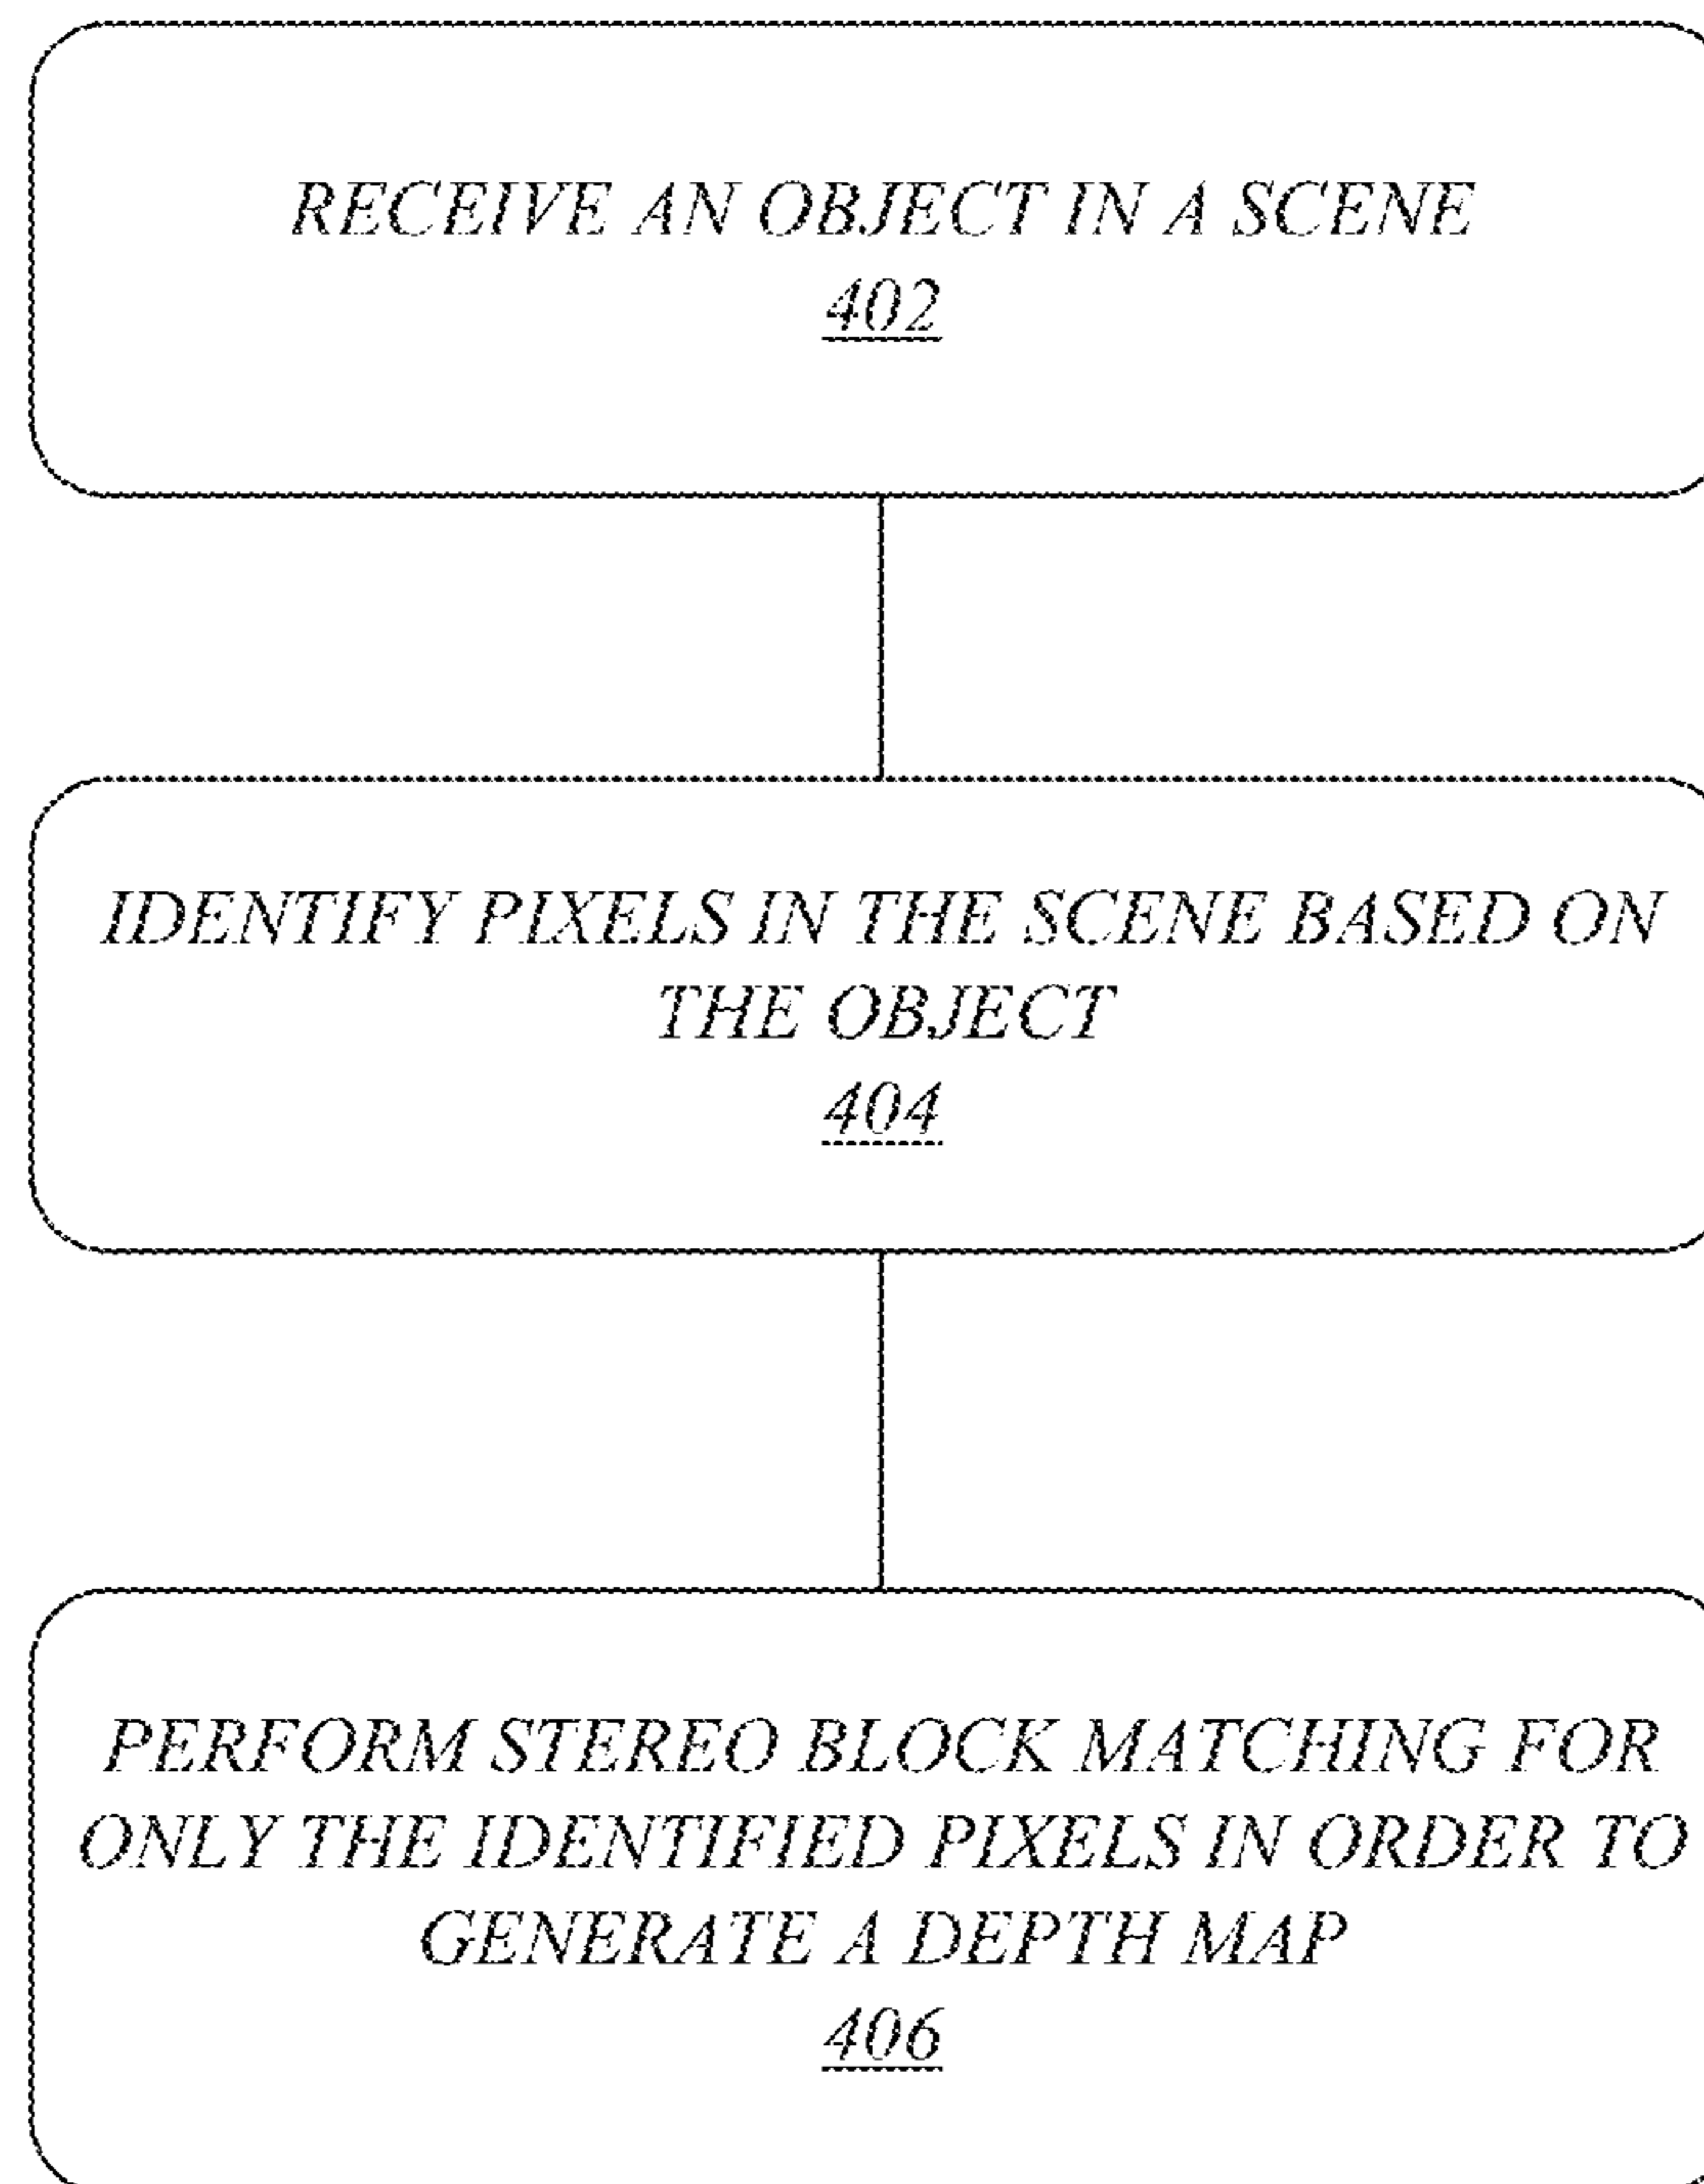 RECEIVE AN OBJECT IN A SCENE
402
IDENTIFY PIXELS IN THE SCENE BASED ON
THE OBJECT
404
PERFORM STEREO BLOCK MATCHING FOR
ONLY THE IDENTIFIED PIXELS IN ORDER TO
GENERATE A DEPTH MAP
406